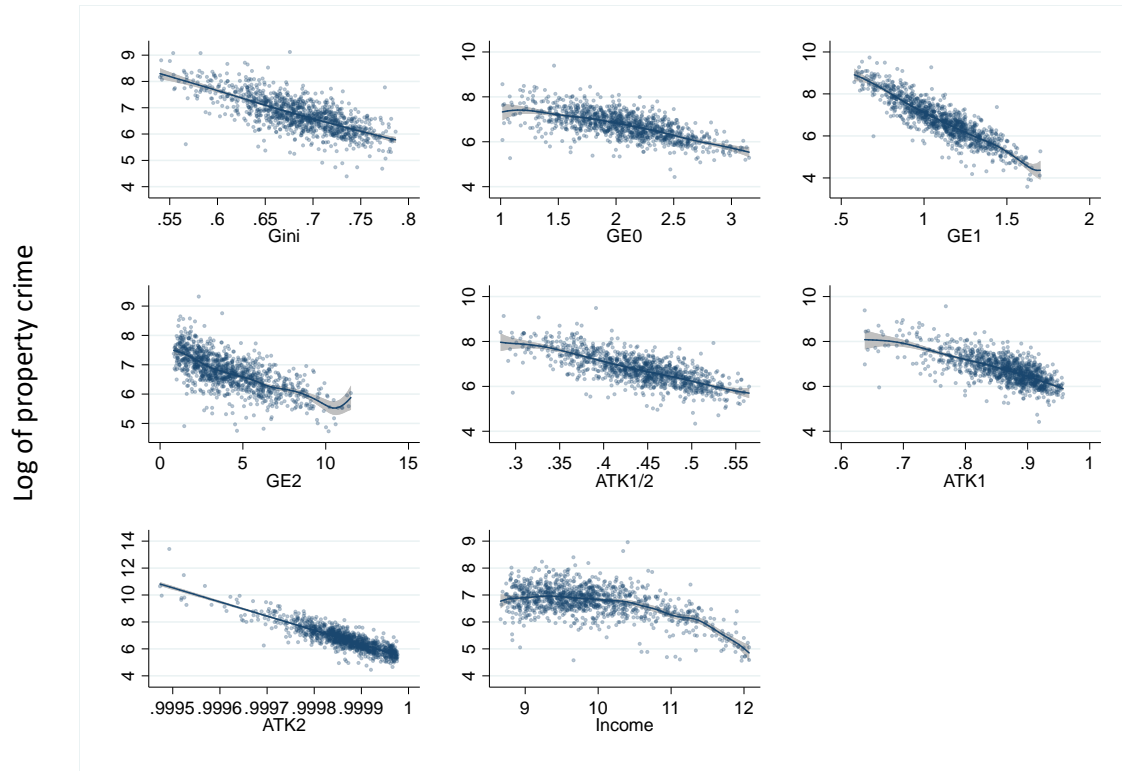 Log of property crime
9
8
7
6
5
4
.55 .6 .65 .7 .75 .8
Gini
10
8
6
4
1 1.5 2 2.5 3
GE0
10
8
6
4
.5 1 1.5 2
GE1
9
8
7
6
5
0 5 10 15
GE2
10
8
6
4
.3 .35 .4 .45 .5 .55
ATK1/2
10
8
6
4
.6 .7 .8 .9 1
ATK1
14
12
10
8
6
4
.9995 .9996 .9997 .9998 .9999 1
ATK2
9
8
7
6
5
4
9 10 11 12
Income